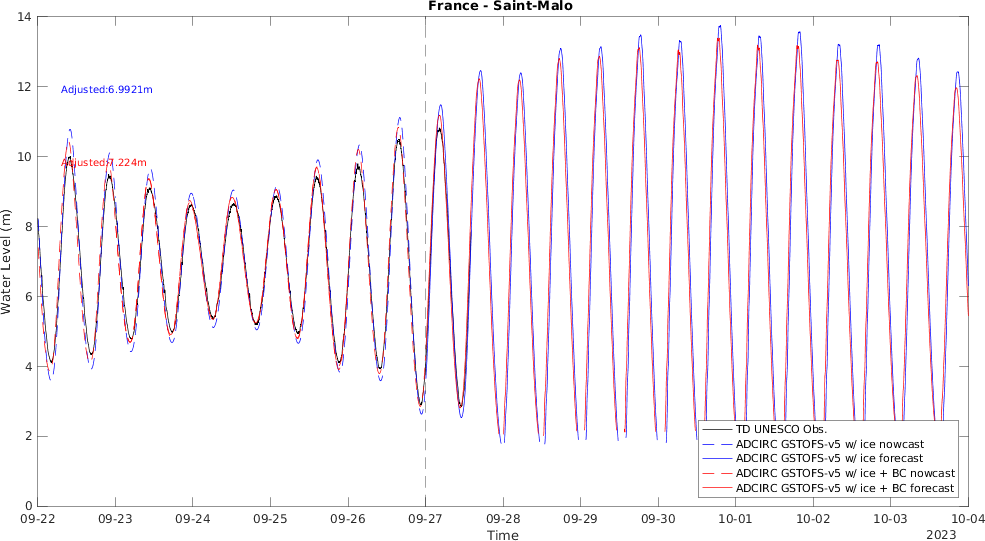 France - Saint-Malo
Water Level (m)
14
12
10
8
6
4
2
0
Adjusted:6.9921m
Adjusted:7.224m
TD UNESCO Obs.
ADCIRC GSTOFS-v5 w/ ice nowcast
ADCIRC GSTOFS-v5 w/ ice forecast
ADCIRC GSTOFS-v5 w/ ice + BC nowcast
ADCIRC GSTOFS-v5 w/ ice + BC forecast
09-22 09-23 09-24 09-25 09-26 09-27 09-28 09-29 09-30 10-01 10-02 10-03 10-04
Time
2023